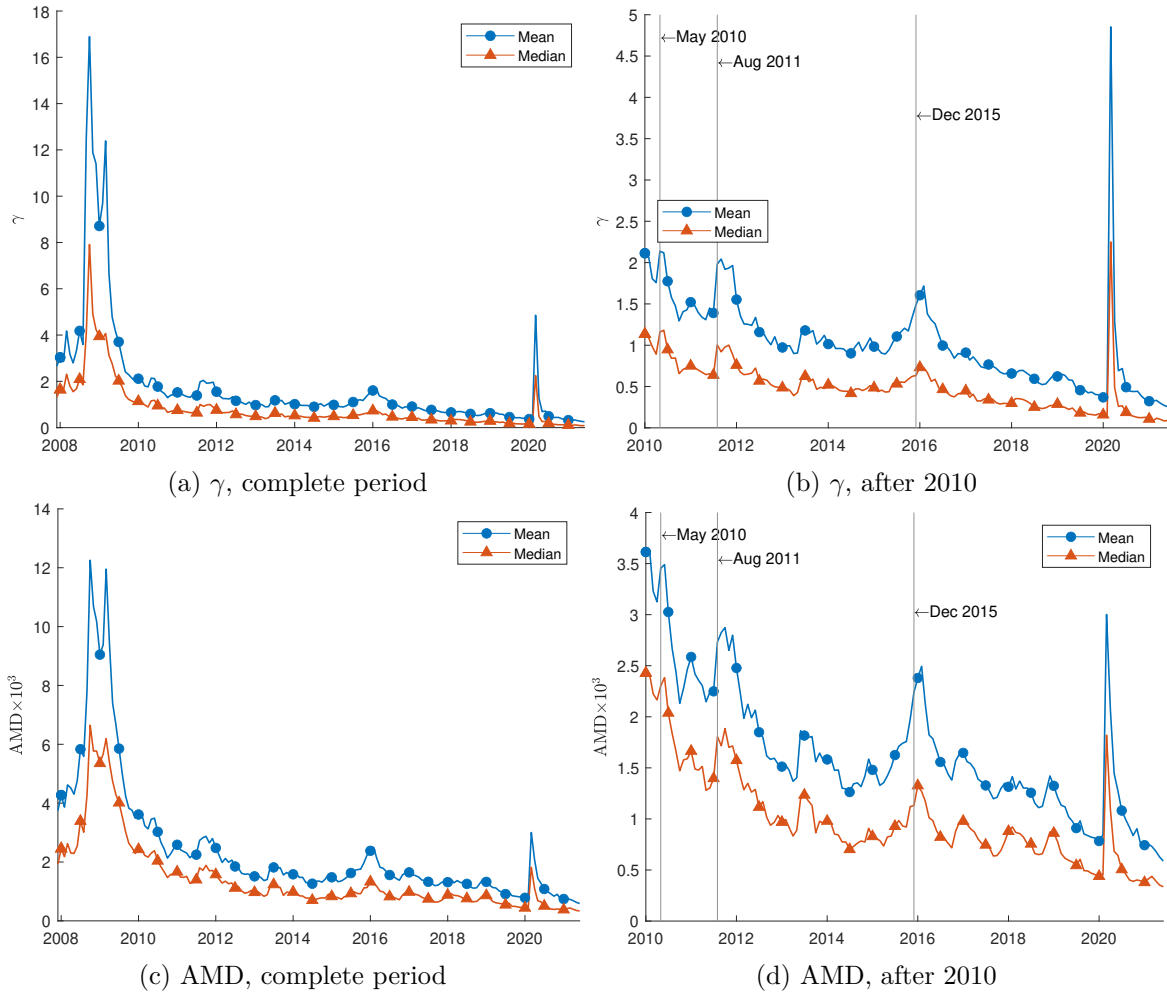 18
16
14
12
10
8
6
4
2
0
γ
Mean
Median
2008
2010
2012
2014
2016
2018
2020
(a) γ, complete period
5
4.5
4
3.5
3
2.5
2
1.5
1
0.5
0
γ
←May 2010
←Aug 2011
←Dec 2015
Mean
Median
2010
2012
2014
2016
2018
2020
(b) γ, after 2010
14
12
10
8
6
4
2
0
AMD×10³
Mean
Median
2008
2010
2012
2014
2016
2018
2020
(c) AMD, complete period
4
3.5
3
2.5
2
1.5
1
0.5
0
AMD×10³
←May 2010
←Aug 2011
←Dec 2015
Mean
Median
2010
2012
2014
2016
2018
2020
(d) AMD, after 2010